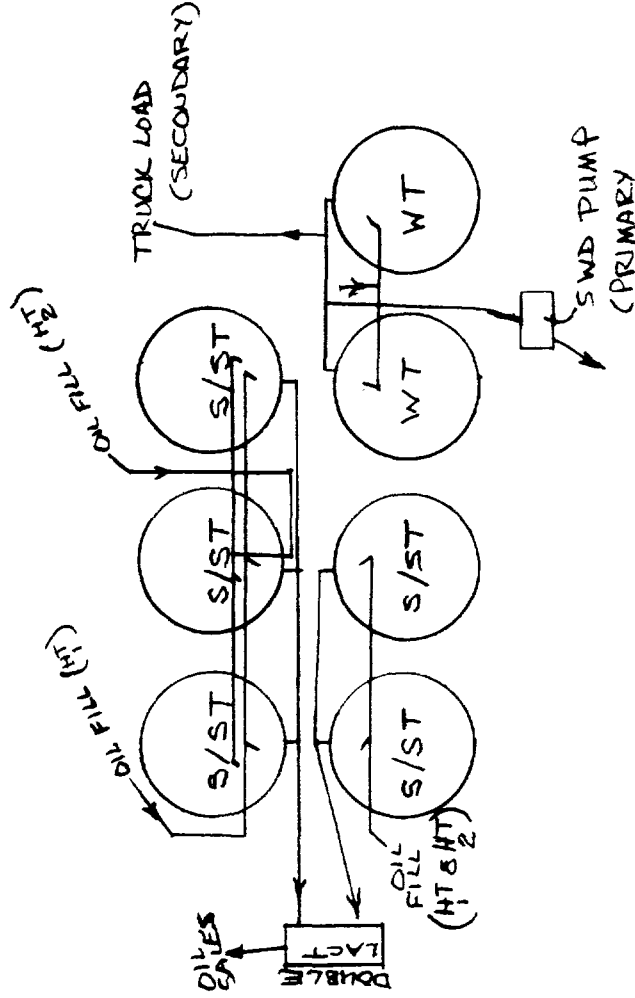 TRUCK LOAD
(SECONDARY)
OIL FILL (HT2)
OIL FILL (HT1)
S/ST
S/ST
S/ST
WT
WT
S/ST
S/ST
OIL
FILL
(HT1 & HT2)
OIL
SALES
DOUBLE
LACT
SWD PUMP
(PRIMARY)